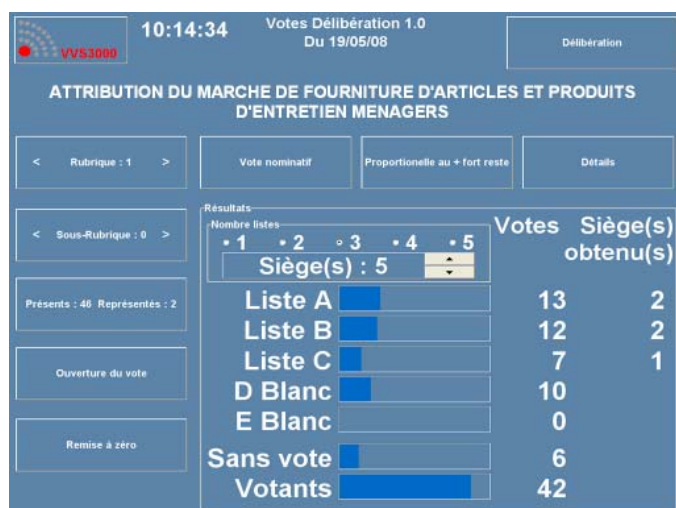 VVS3000
10:14:34
Votes Délibération 1.0
Du 19/05/08
Délibération
ATTRIBUTION DU MARCHE DE FOURNITURE D'ARTICLES ET PRODUITS
D'ENTRETIEN MENAGERS
< Rubrique : 1 >
Vote nominatif
Proportionelle au + fort reste
Détails
< Sous-Rubrique : 0 >
Présents : 46 Représentés : 2
Ouverture du vote
Remise à zéro
Résultats
Nombre listes
1 2 3 4 5
Siège(s) : 5
Votes Siège(s)
obtenu(s)
Liste A 13 2
Liste B 12 2
Liste C 7 1
D Blanc 10
E Blanc 0
Sans vote 6
Votants 42